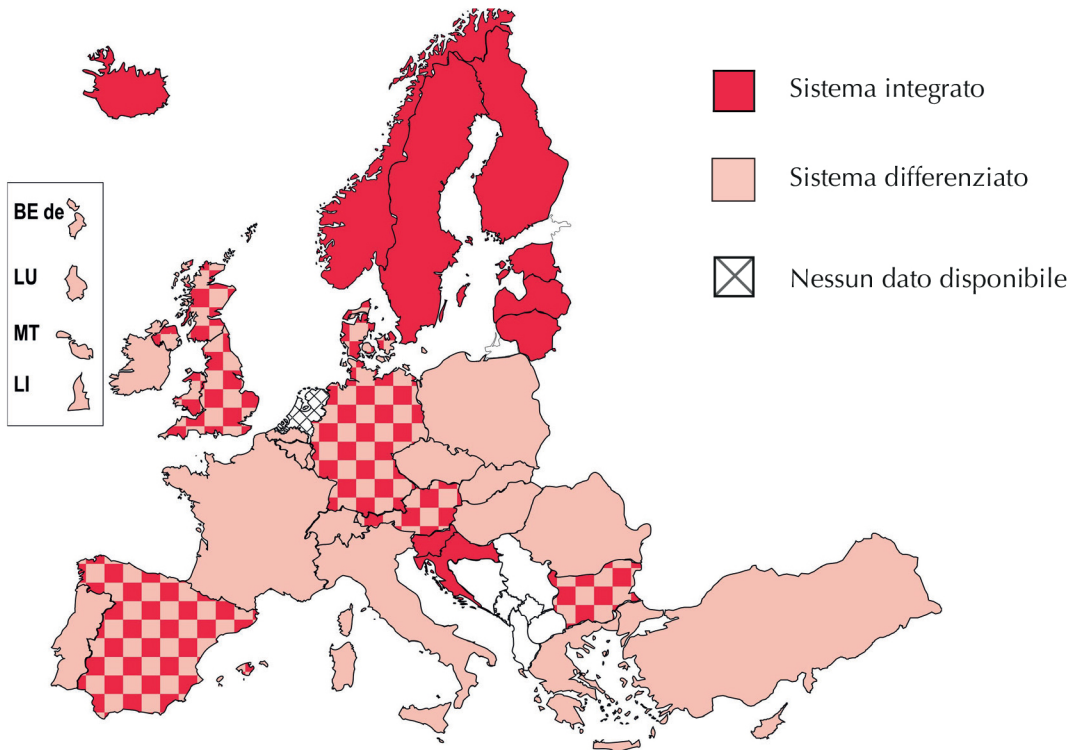 Sistema integrato
Sistema differenziato
Nessun dato disponibile
BE de
LU
MT
LI